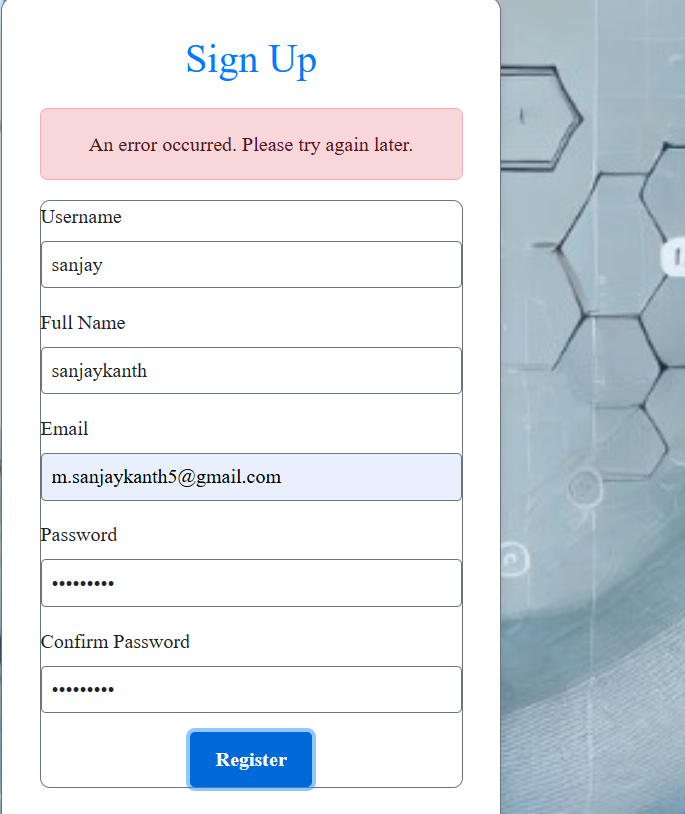 Sign Up
An error occurred. Please try again later.
Username
sanjay
Full Name
sanjaykanth
Email
m.sanjaykanth5@gmail.com
Password
•••••••••
Confirm Password
•••••••••
Register